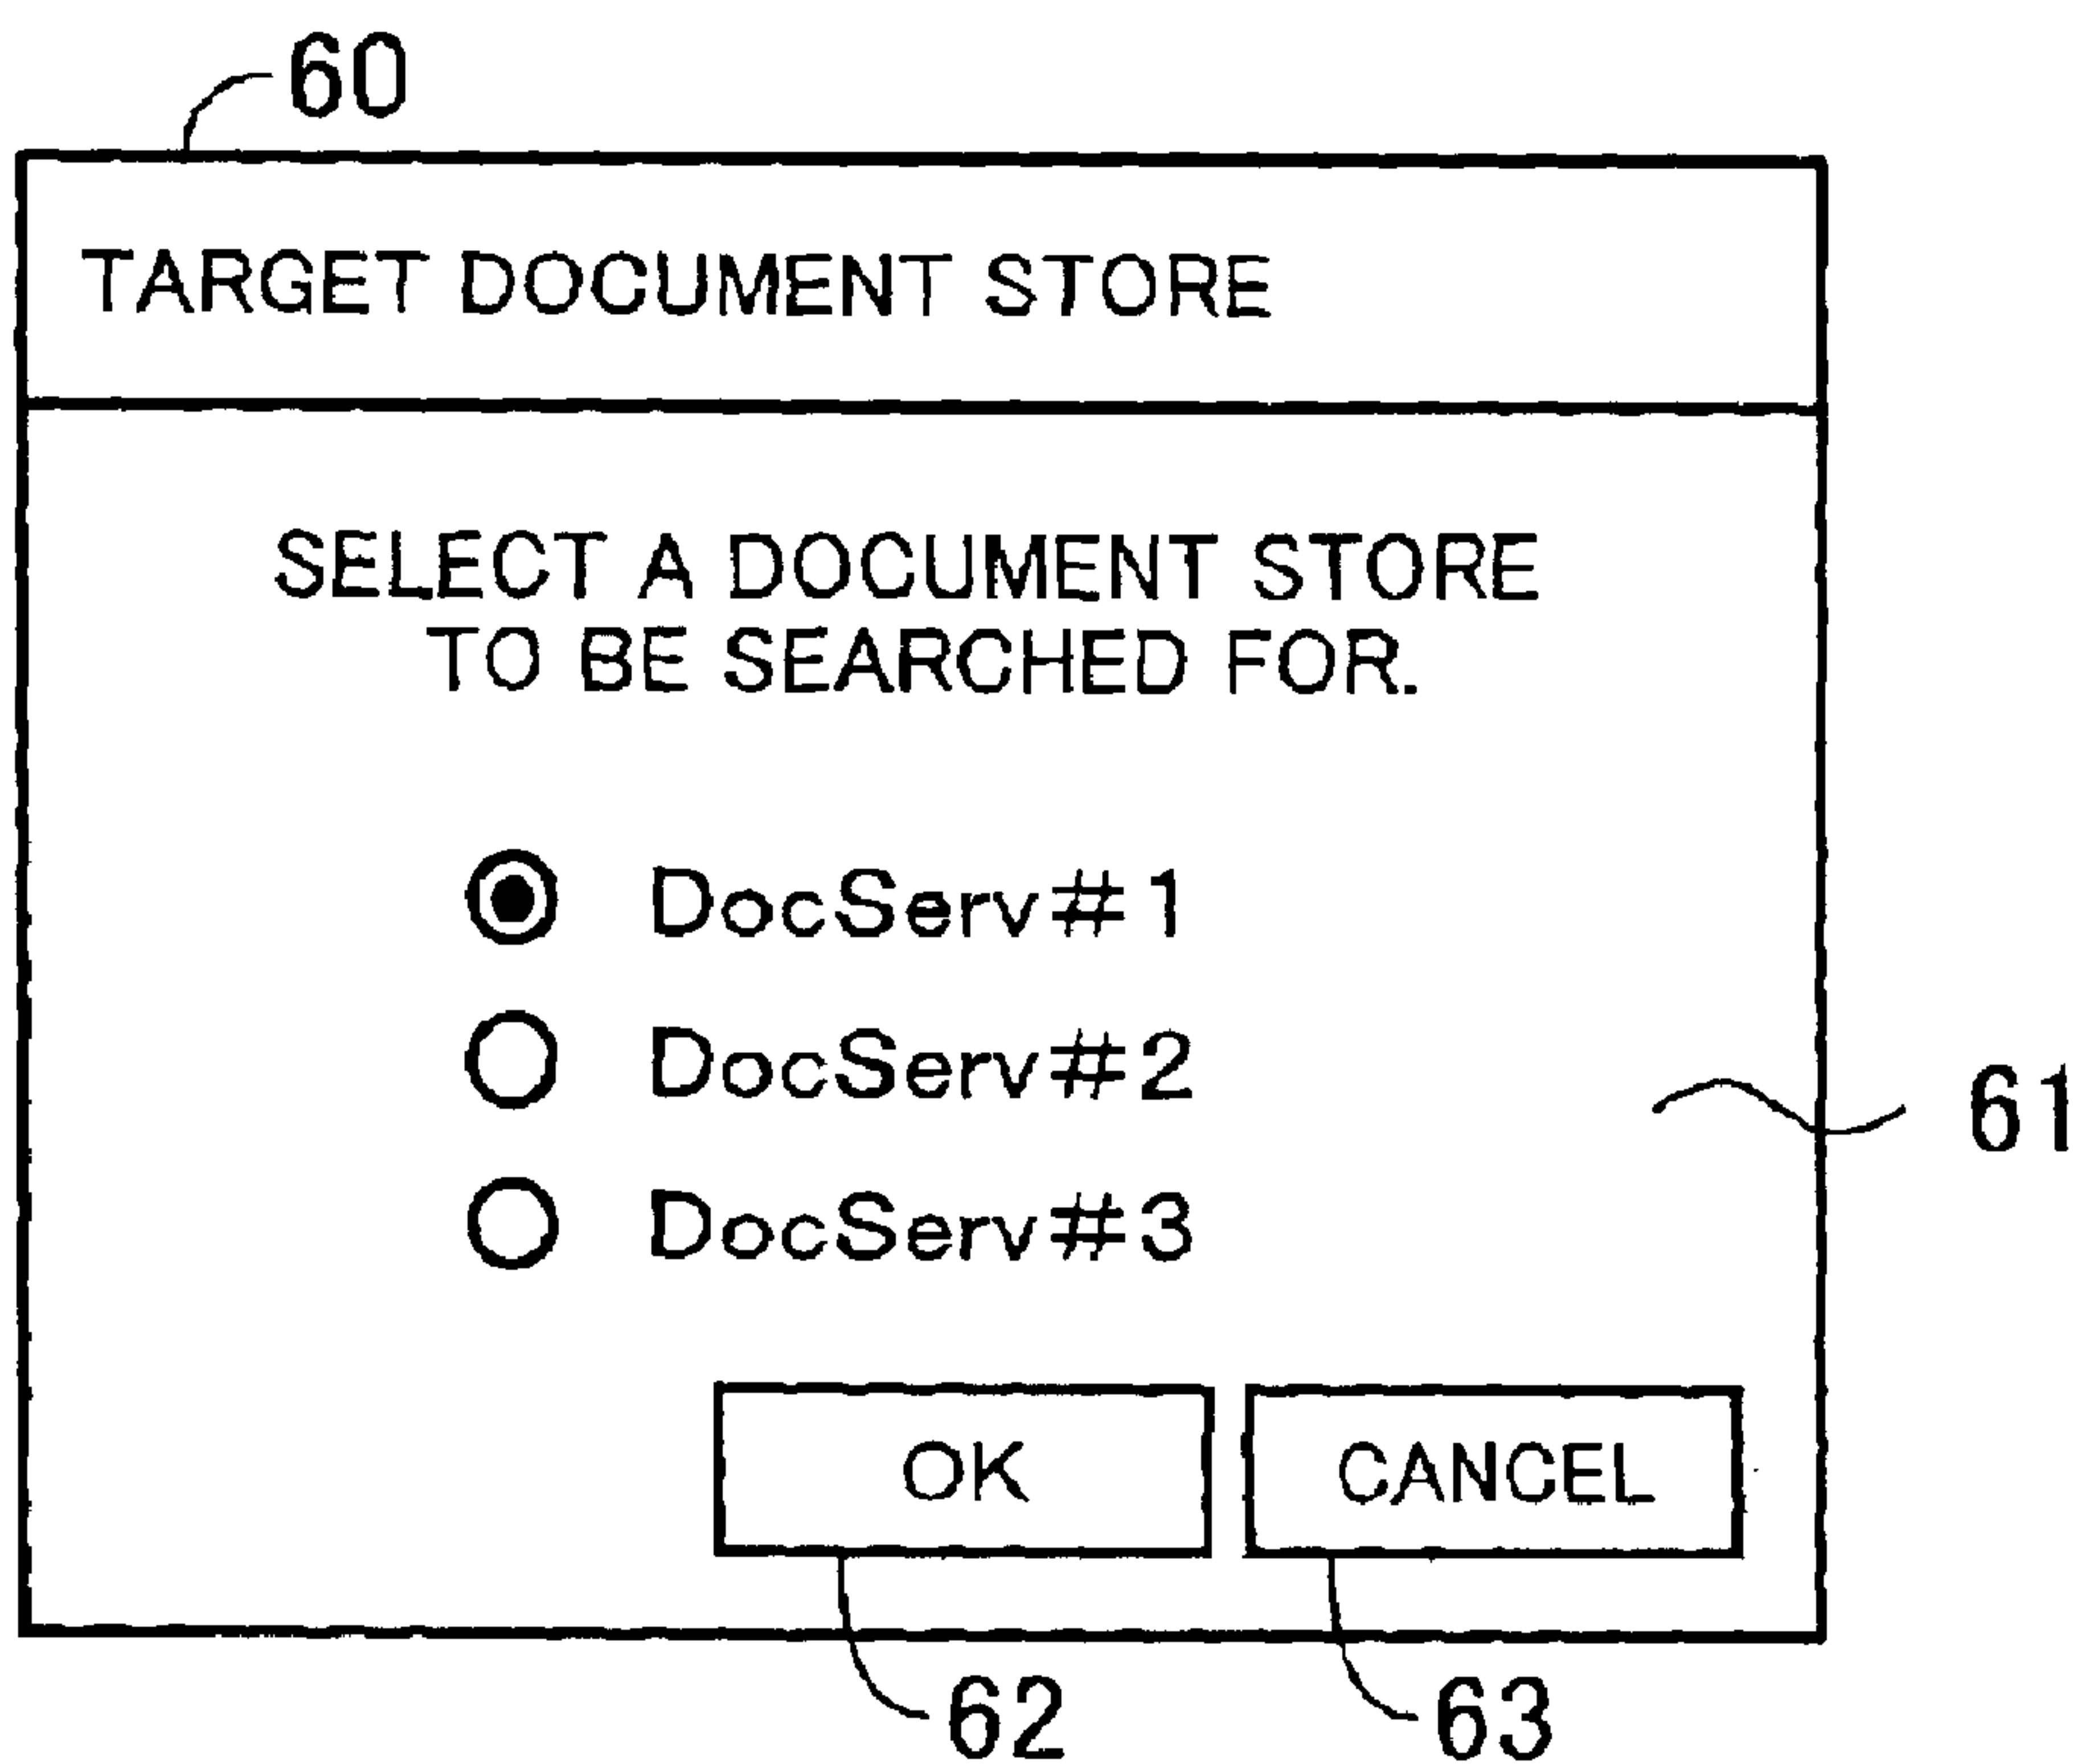 60
TARGET DOCUMENT STORE
SELECT A DOCUMENT STORE
TO BE SEARCHED FOR.
DocServ#1
DocServ#2
61
DocServ#3
OK CANCEL
62 63